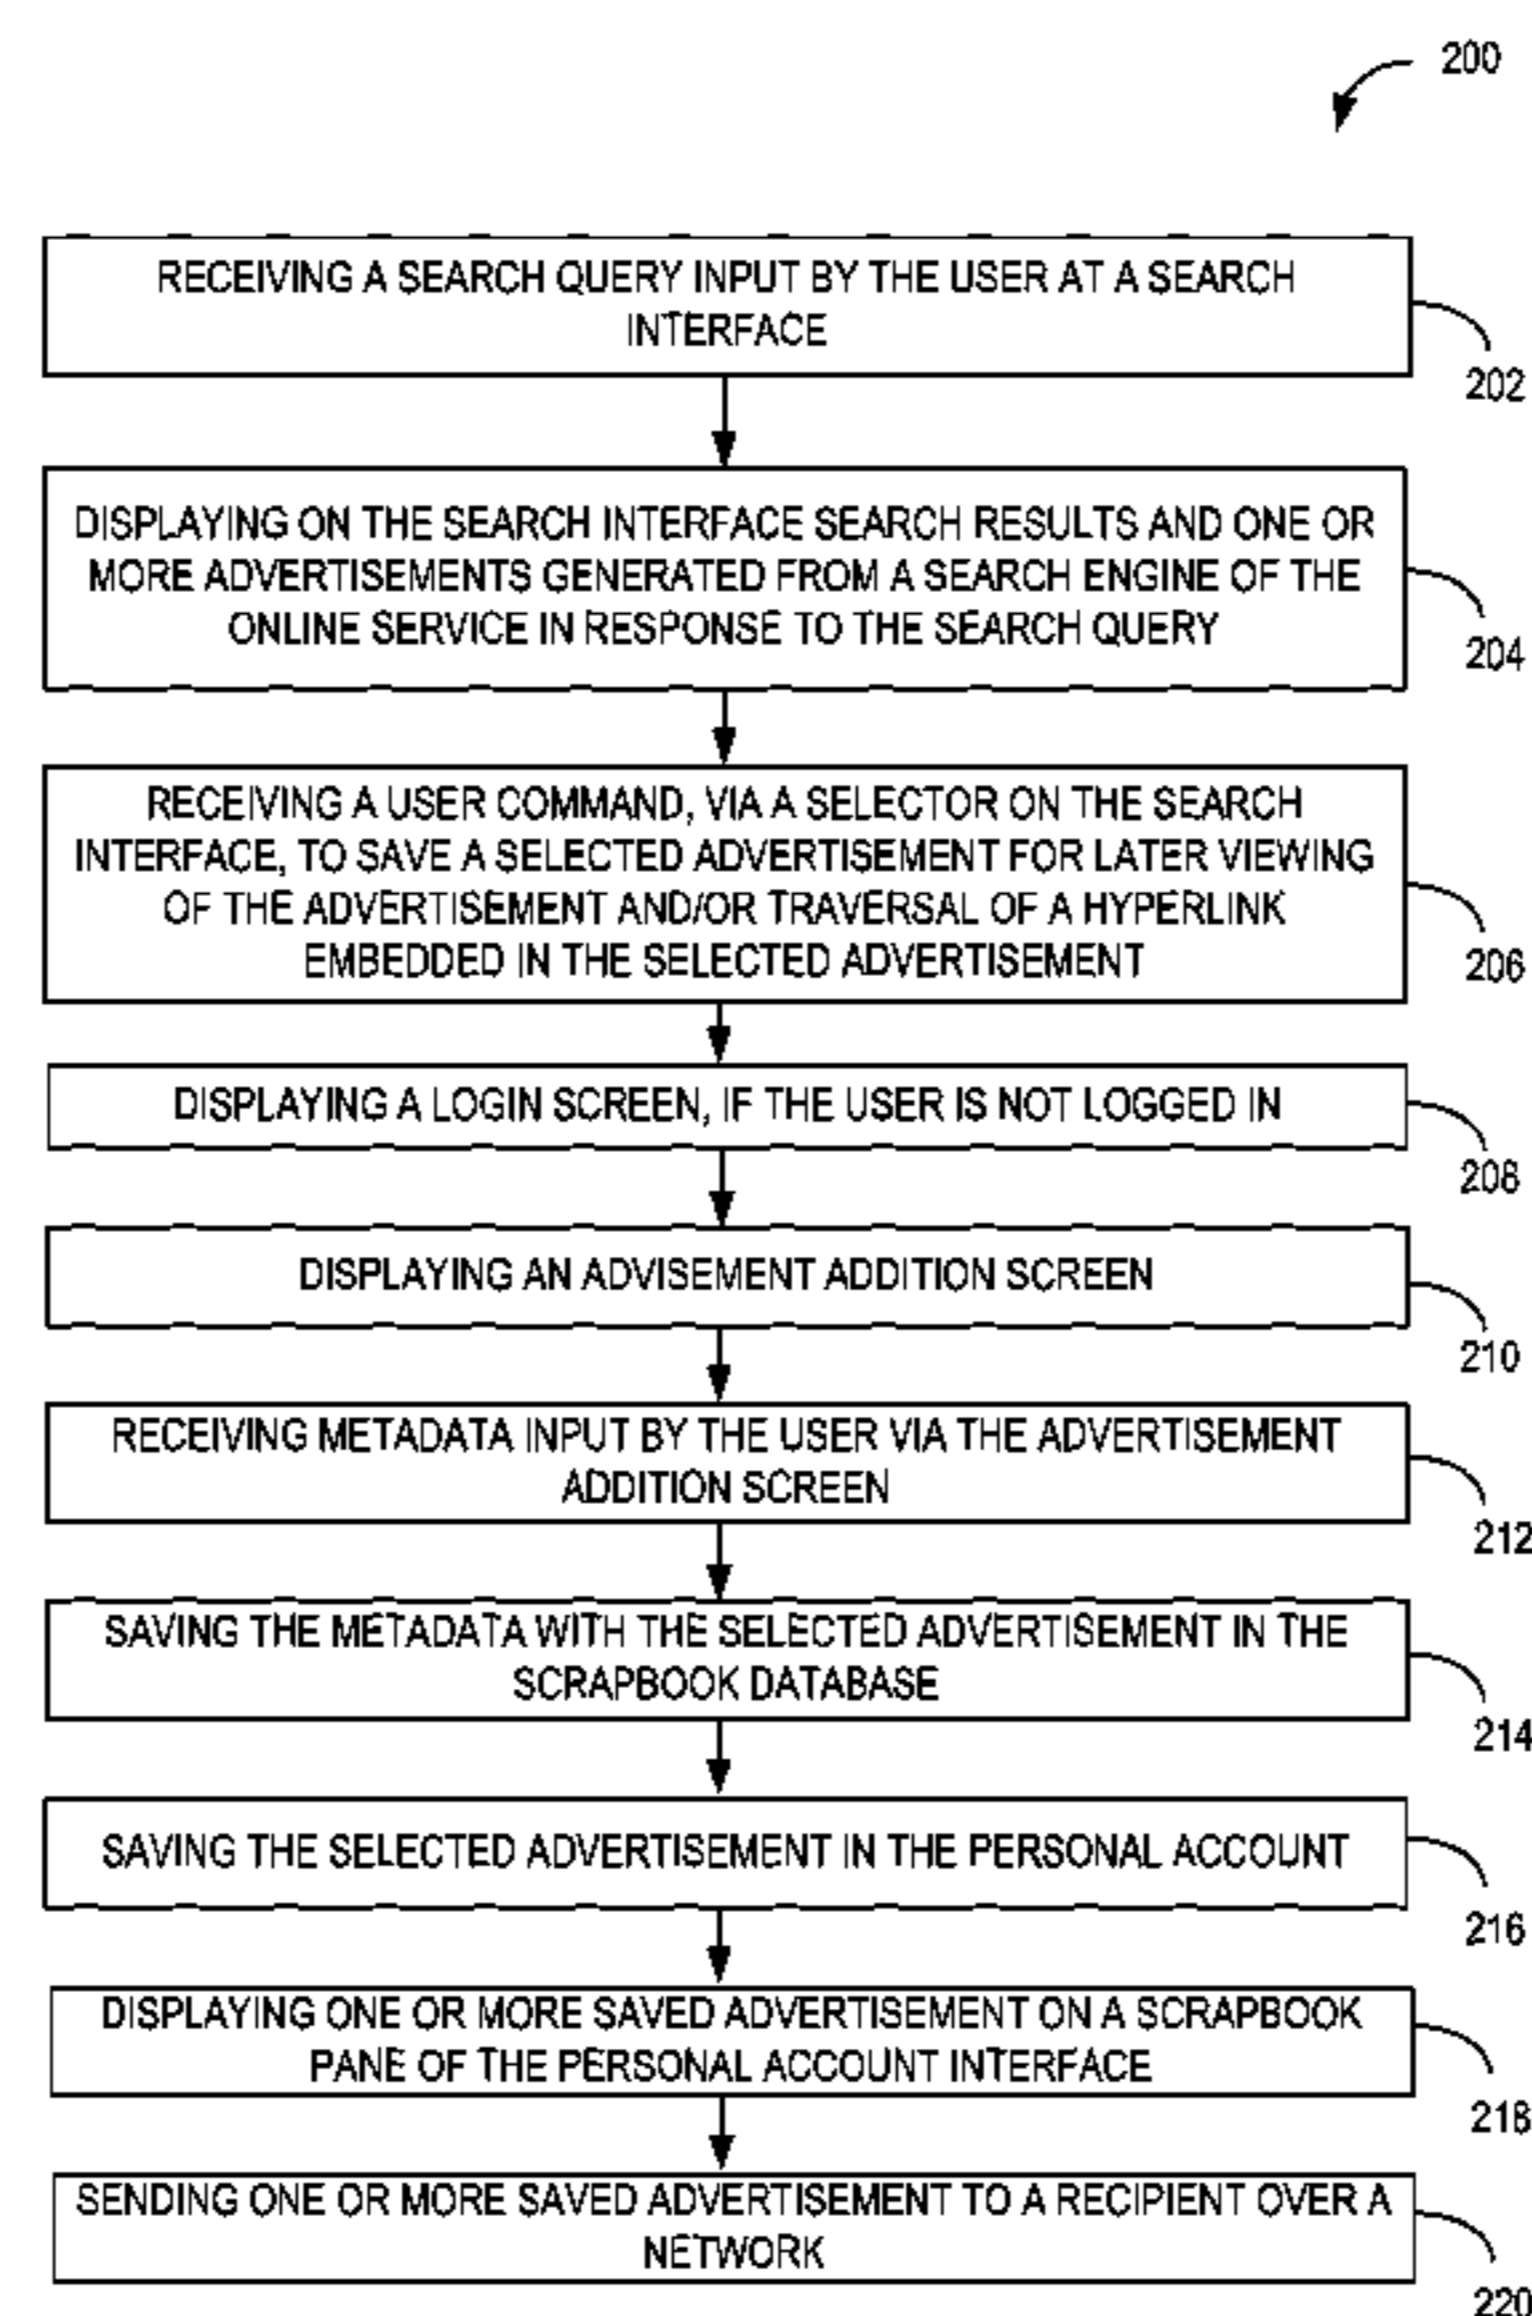 200
RECEIVING A SEARCH QUERY INPUT BY THE USER AT A SEARCH
INTERFACE
202
DISPLAYING ON THE SEARCH INTERFACE SEARCH RESULTS AND ONE OR
MORE ADVERTISEMENTS GENERATED FROM A SEARCH ENGINE OF THE
ONLINE SERVICE IN RESPONSE TO THE SEARCH QUERY
204
RECEIVING A USER COMMAND, VIA A SELECTOR ON THE SEARCH
INTERFACE, TO SAVE A SELECTED ADVERTISEMENT FOR LATER VIEWING
OF THE ADVERTISEMENT AND/OR TRAVERSAL OF A HYPERLINK
EMBEDDED IN THE SELECTED ADVERTISEMENT
206
DISPLAYING A LOGIN SCREEN, IF THE USER IS NOT LOGGED IN
208
DISPLAYING AN ADVISEMENT ADDITION SCREEN
210
RECEIVING METADATA INPUT BY THE USER VIA THE ADVERTISEMENT
ADDITION SCREEN
212
SAVING THE METADATA WITH THE SELECTED ADVERTISEMENT IN THE
SCRAPBOOK DATABASE
214
SAVING THE SELECTED ADVERTISEMENT IN THE PERSONAL ACCOUNT
216
DISPLAYING ONE OR MORE SAVED ADVERTISEMENT ON A SCRAPBOOK
PANE OF THE PERSONAL ACCOUNT INTERFACE
218
SENDING ONE OR MORE SAVED ADVERTISEMENT TO A RECIPIENT OVER A
NETWORK
220